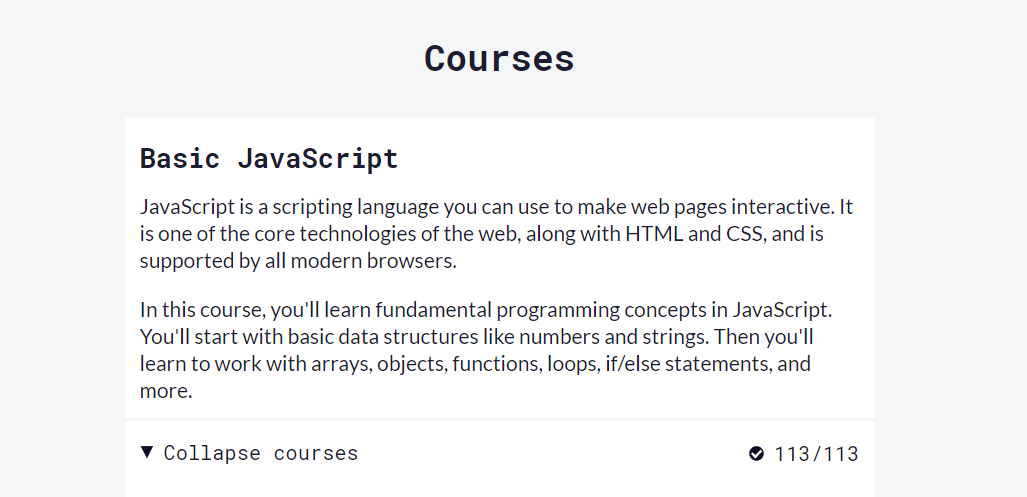 Courses
Basic JavaScript
JavaScript is a scripting language you can use to make web pages interactive. It
is one of the core technologies of the web, along with HTML and CSS, and is
supported by all modern browsers.
In this course, you'll learn fundamental programming concepts in JavaScript.
You'll start with basic data structures like numbers and strings. Then you'll
learn to work with arrays, objects, functions, loops, if/else statements, and
more.
Collapse courses 113/113